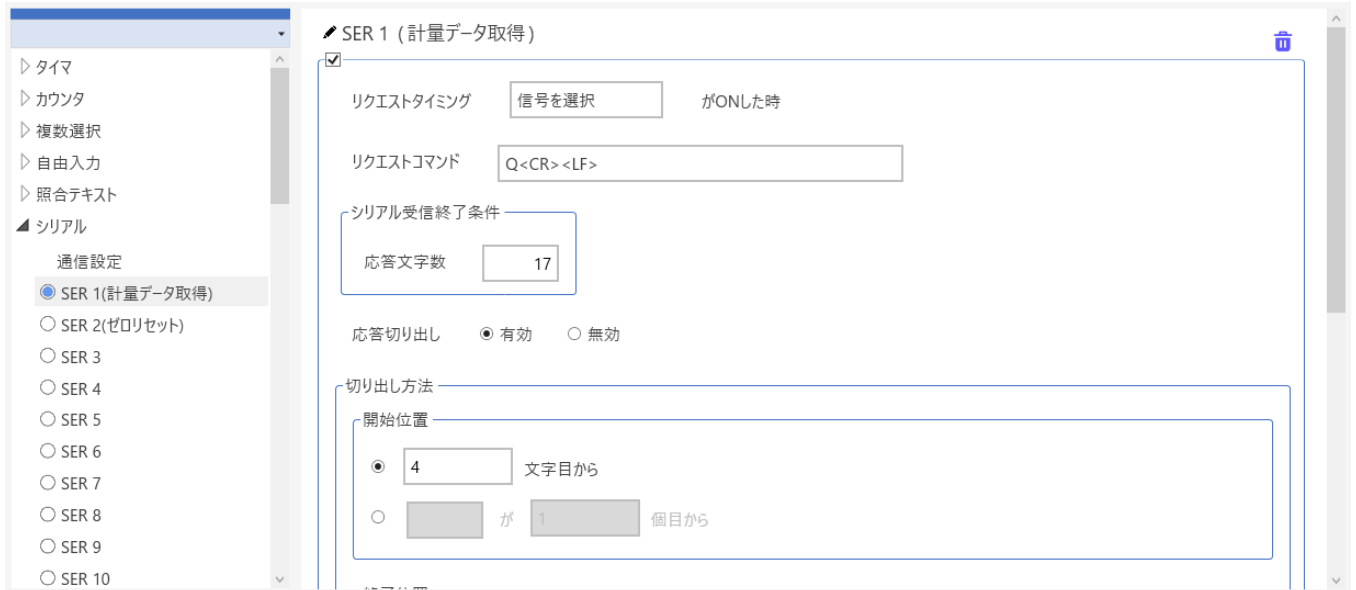 タイマ
カウンタ
複数選択
自由入力
照合テキスト
シリアル
通信設定
SER 1(計量データ取得)
SER 2(ゼロリセット)
SER 3
SER 4
SER 5
SER 6
SER 7
SER 8
SER 9
SER 10
SER 1 (計量データ取得)
リクエストタイミング 信号を選択 がONした時
リクエストコマンド Q<CR><LF>
シリアル受信終了条件
応答文字数 17
応答切り出し 有効 無効
切り出し方法
開始位置
4 文字目から
が 1 個目から